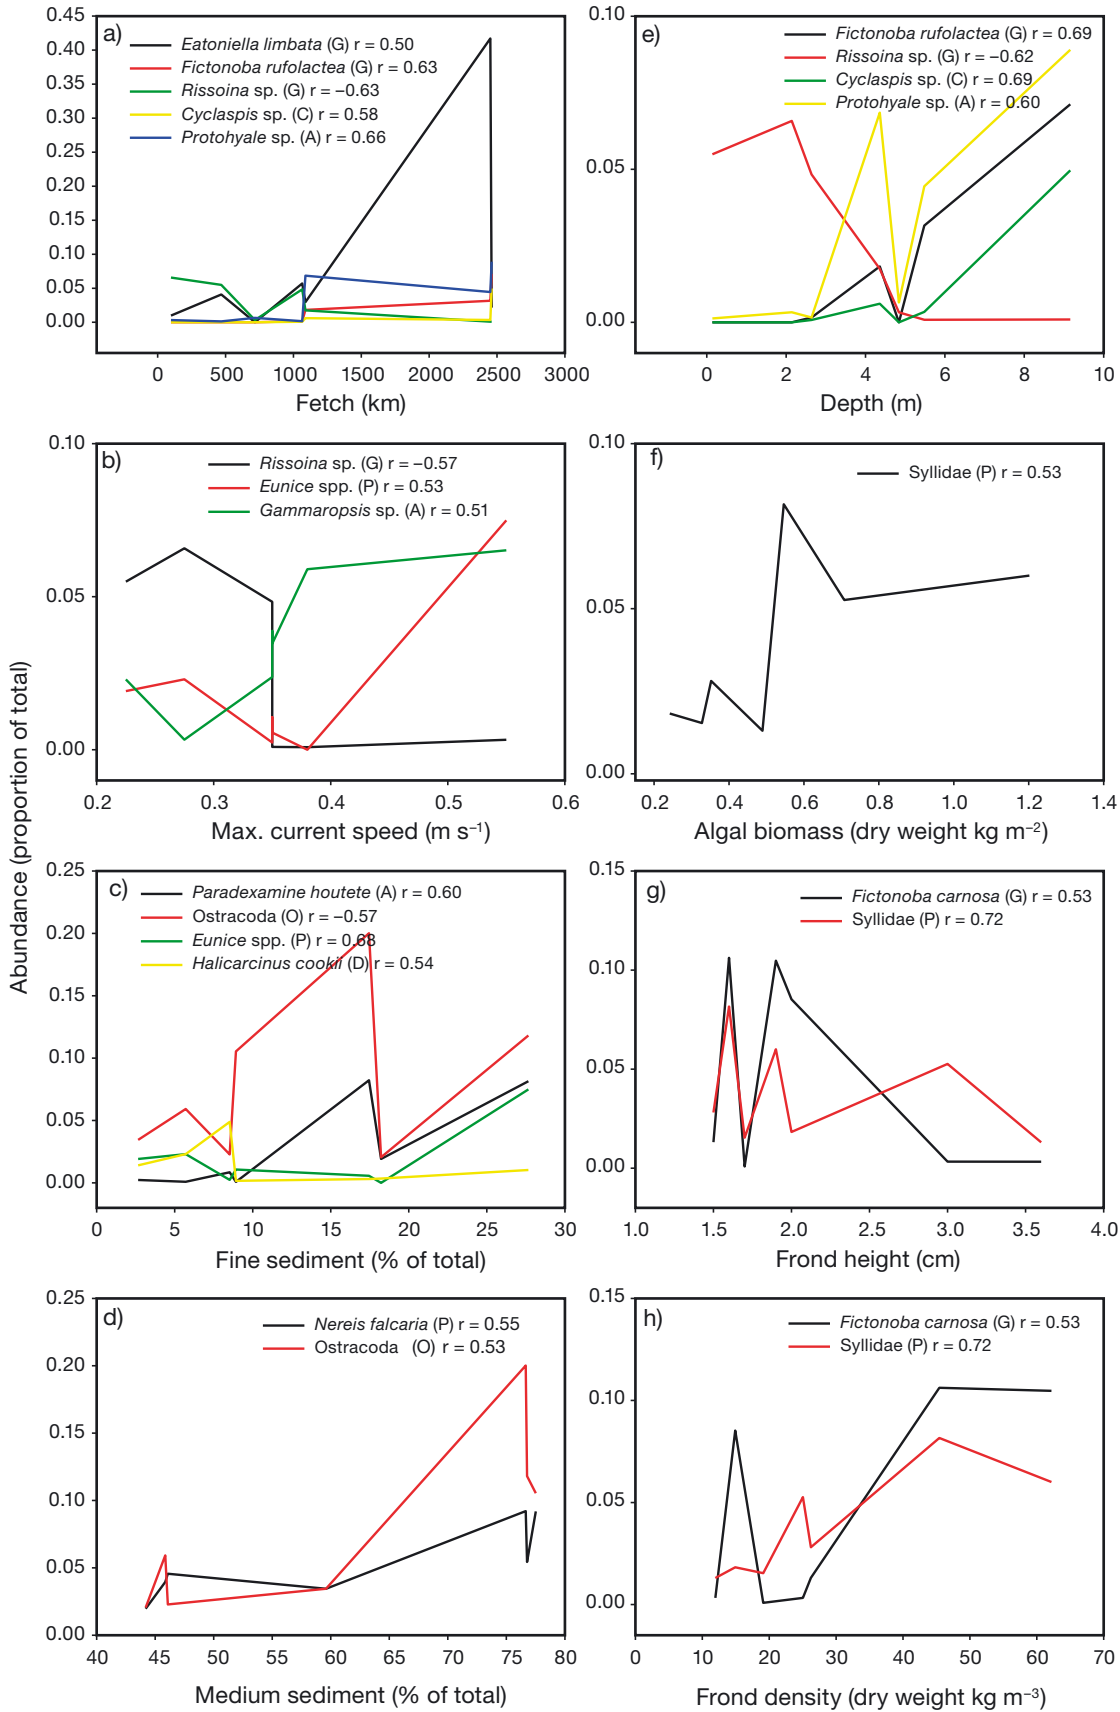 Abundance (proportion of total)
a)
Eatoniella limbata (G) r = 0.50
Fictonoba rufolactea (G) r = 0.63
Rissoina sp. (G) r = −0.63
Cyclaspis sp. (C) r = 0.58
Protohyale sp. (A) r = 0.66
0.45
0.40
0.35
0.30
0.25
0.20
0.15
0.10
0.05
0.00
0 500 1000 1500 2000 2500 3000
Fetch (km)
e)
Fictonoba rufolactea (G) r = 0.69
Rissoina sp. (G) r = −0.62
Cyclaspis sp. (C) r = 0.69
Protohyale sp. (A) r = 0.60
0.10
0.05
0.00
0 2 4 6 8 10
Depth (m)
b)
Rissoina sp. (G) r = −0.57
Eunice spp. (P) r = 0.53
Gammaropsis sp. (A) r = 0.51
0.10
0.05
0.00
0.2 0.3 0.4 0.5 0.6
Max. current speed (m s⁻¹)
f)
Syllidae (P) r = 0.53
0.10
0.05
0.00
0.2 0.4 0.6 0.8 1.0 1.2 1.4
Algal biomass (dry weight kg m⁻²)
c)
Paradexamine houtete (A) r = 0.60
Ostracoda (O) r = −0.57
Eunice spp. (P) r = 0.68
Halicarcinus cookii (D) r = 0.54
0.25
0.20
0.15
0.10
0.05
0.00
0 5 10 15 20 25 30
Fine sediment (% of total)
g)
Fictonoba carnosa (G) r = 0.53
Syllidae (P) r = 0.72
0.15
0.10
0.05
0.00
1.0 1.5 2.0 2.5 3.0 3.5 4.0
Frond height (cm)
d)
Nereis falcaria (P) r = 0.55
Ostracoda (O) r = 0.53
0.25
0.20
0.15
0.10
0.05
0.00
40 45 50 55 60 65 70 75 80
Medium sediment (% of total)
h)
Fictonoba carnosa (G) r = 0.53
Syllidae (P) r = 0.72
0.15
0.10
0.05
0.00
0 10 20 30 40 50 60 70
Frond density (dry weight kg m⁻³)